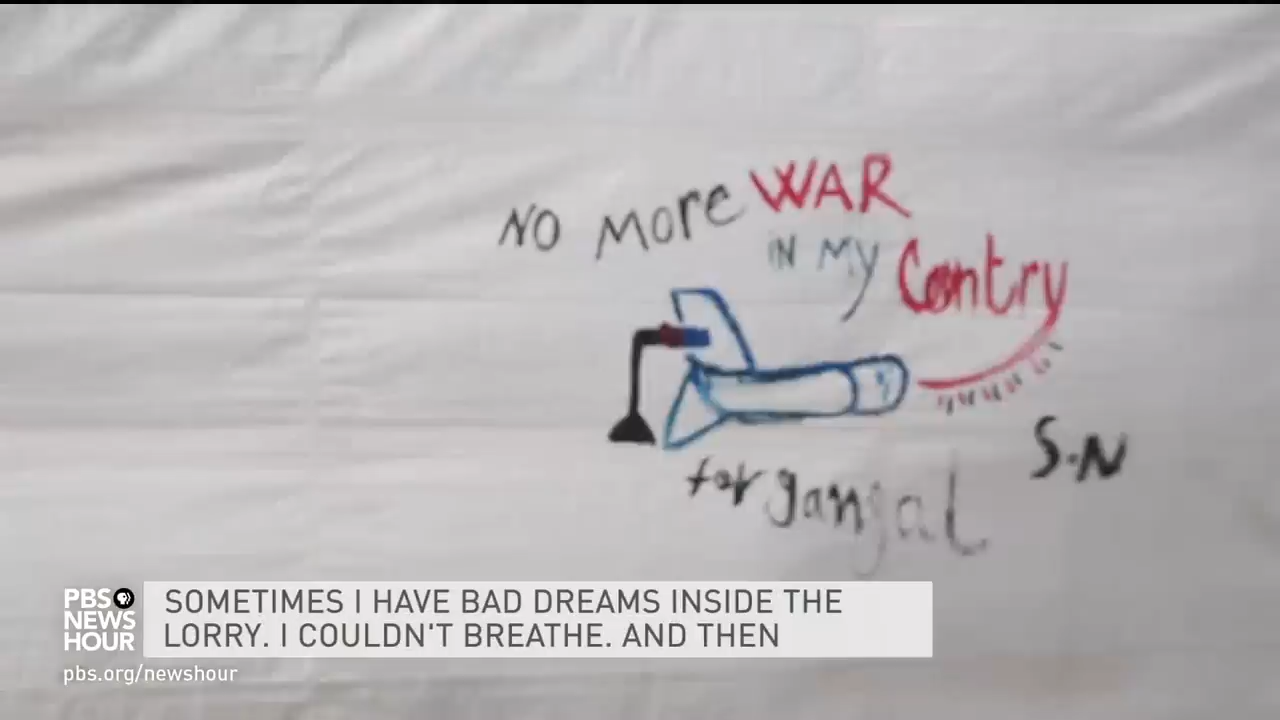 NO MORE WAR
IN MY Contry
S.N
for gangal
PBS
NEWS
HOUR
SOMETIMES I HAVE BAD DREAMS INSIDE THE
LORRY. I COULDN'T BREATHE. AND THEN
pbs.org/newshour